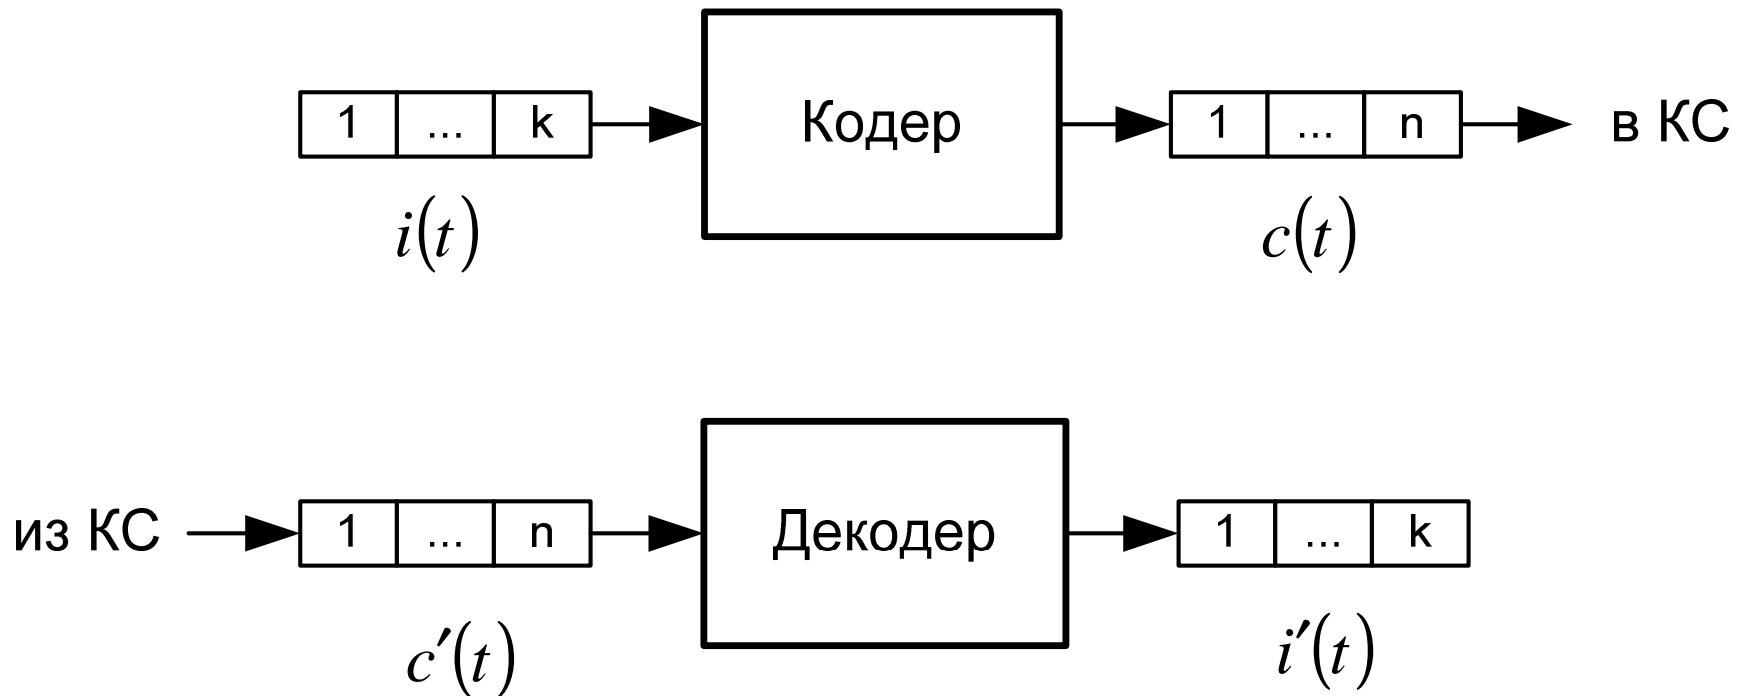 1 ... k Кодер 1 ... n в КС
i(t) c(t)
из КС 1 ... n Декодер 1 ... k
c′(t) i′(t)